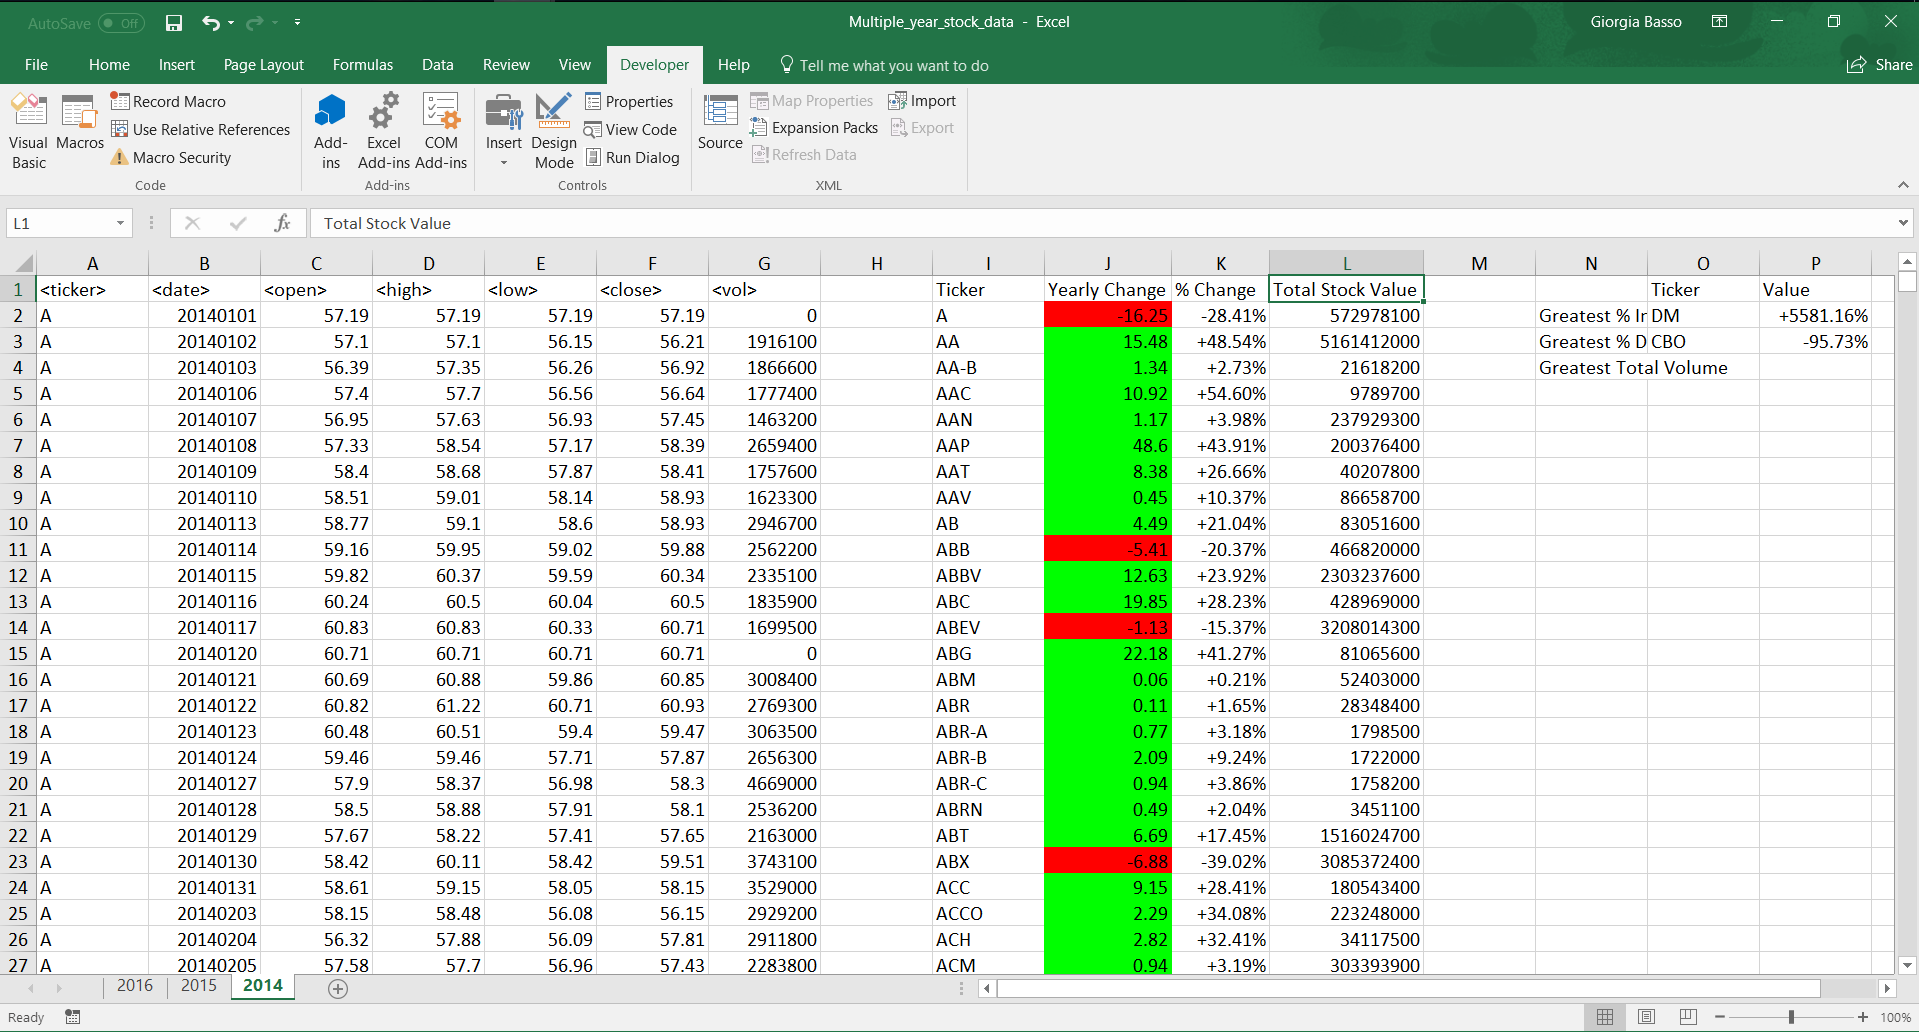 AutoSave Off
Multiple_year_stock_data - Excel
Giorgia Basso
File Home Insert Page Layout Formulas Data Review View Developer Help Tell me what you want to do Share
Visual Basic
Macros
Record Macro
Use Relative References
Macro Security
Code
Add-ins
Excel Add-ins
COM Add-ins
Add-ins
Insert
Design Mode
Properties
View Code
Run Dialog
Controls
Source
Map Properties
Expansion Packs
Refresh Data
Import
Export
XML
L1 fx Total Stock Value
A B C D E F G H I J K L M N O P
1 <ticker> <date> <open> <high> <low> <close> <vol> Ticker Yearly Change % Change Total Stock Value Ticker Value
2 A 20140101 57.19 57.19 57.19 57.19 0 A -16.25 -28.41% 572978100 Greatest % Ir DM +5581.16%
3 A 20140102 57.1 57.1 56.15 56.21 1916100 AA 15.48 +48.54% 5161412000 Greatest % D CBO -95.73%
4 A 20140103 56.39 57.35 56.26 56.92 1866600 AA-B 1.34 +2.73% 21618200 Greatest Total Volume
5 A 20140106 57.4 57.7 56.56 56.64 1777400 AAC 10.92 +54.60% 9789700
6 A 20140107 56.95 57.63 56.93 57.45 1463200 AAN 1.17 +3.98% 237929300
7 A 20140108 57.33 58.54 57.17 58.39 2659400 AAP 48.6 +43.91% 200376400
8 A 20140109 58.4 58.68 57.87 58.41 1757600 AAT 8.38 +26.66% 40207800
9 A 20140110 58.51 59.01 58.14 58.93 1623300 AAV 0.45 +10.37% 86658700
10 A 20140113 58.77 59.1 58.6 58.93 2946700 AB 4.49 +21.04% 83051600
11 A 20140114 59.16 59.95 59.02 59.88 2562200 ABB -5.41 -20.37% 466820000
12 A 20140115 59.82 60.37 59.59 60.34 2335100 ABBV 12.63 +23.92% 2303237600
13 A 20140116 60.24 60.5 60.04 60.5 1835900 ABC 19.85 +28.23% 428969000
14 A 20140117 60.83 60.83 60.33 60.71 1699500 ABEV -1.13 -15.37% 3208014300
15 A 20140120 60.71 60.71 60.71 60.71 0 ABG 22.18 +41.27% 81065600
16 A 20140121 60.69 60.88 59.86 60.85 3008400 ABM 0.06 +0.21% 52403000
17 A 20140122 60.82 61.22 60.71 60.93 2769300 ABR 0.11 +1.65% 28348400
18 A 20140123 60.48 60.51 59.4 59.47 3063500 ABR-A 0.77 +3.18% 1798500
19 A 20140124 59.46 59.46 57.71 57.87 2656300 ABR-B 2.09 +9.24% 1722000
20 A 20140127 57.9 58.37 56.98 58.3 4669000 ABR-C 0.94 +3.86% 1758200
21 A 20140128 58.5 58.88 57.91 58.1 2536200 ABRN 0.49 +2.04% 3451100
22 A 20140129 57.67 58.22 57.41 57.65 2163000 ABT 6.69 +17.45% 1516024700
23 A 20140130 58.42 60.11 58.42 59.51 3743100 ABX -6.88 -39.02% 3085372400
24 A 20140131 58.61 59.15 58.05 58.15 3529000 ACC 9.15 +28.41% 180543400
25 A 20140203 58.15 58.48 56.08 56.15 2929200 ACCO 2.29 +34.08% 223248000
26 A 20140204 56.32 57.88 56.09 57.81 2911800 ACH 2.82 +32.41% 34117500
27 A 20140205 57.58 57.7 56.96 57.43 2283800 ACM 0.94 +3.19% 303393900
2016 2015 2014
Ready 100%